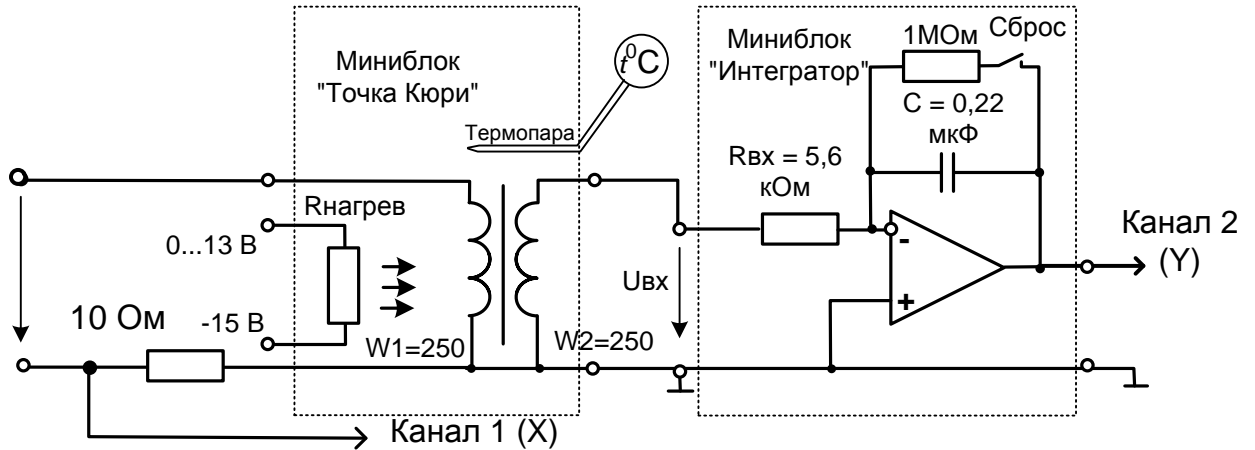 Миниблок
"Точка Кюри"
t⁰C
Термопара
Rнагрев
0...13 В
-15 В
10 Ом
W1=250
W2=250
Канал 1 (X)
Uвх
Миниблок
"Интегратор"
1МОм
Сброс
C = 0,22
мкФ
Rвх = 5,6
кОм
-
+
Канал 2
(Y)